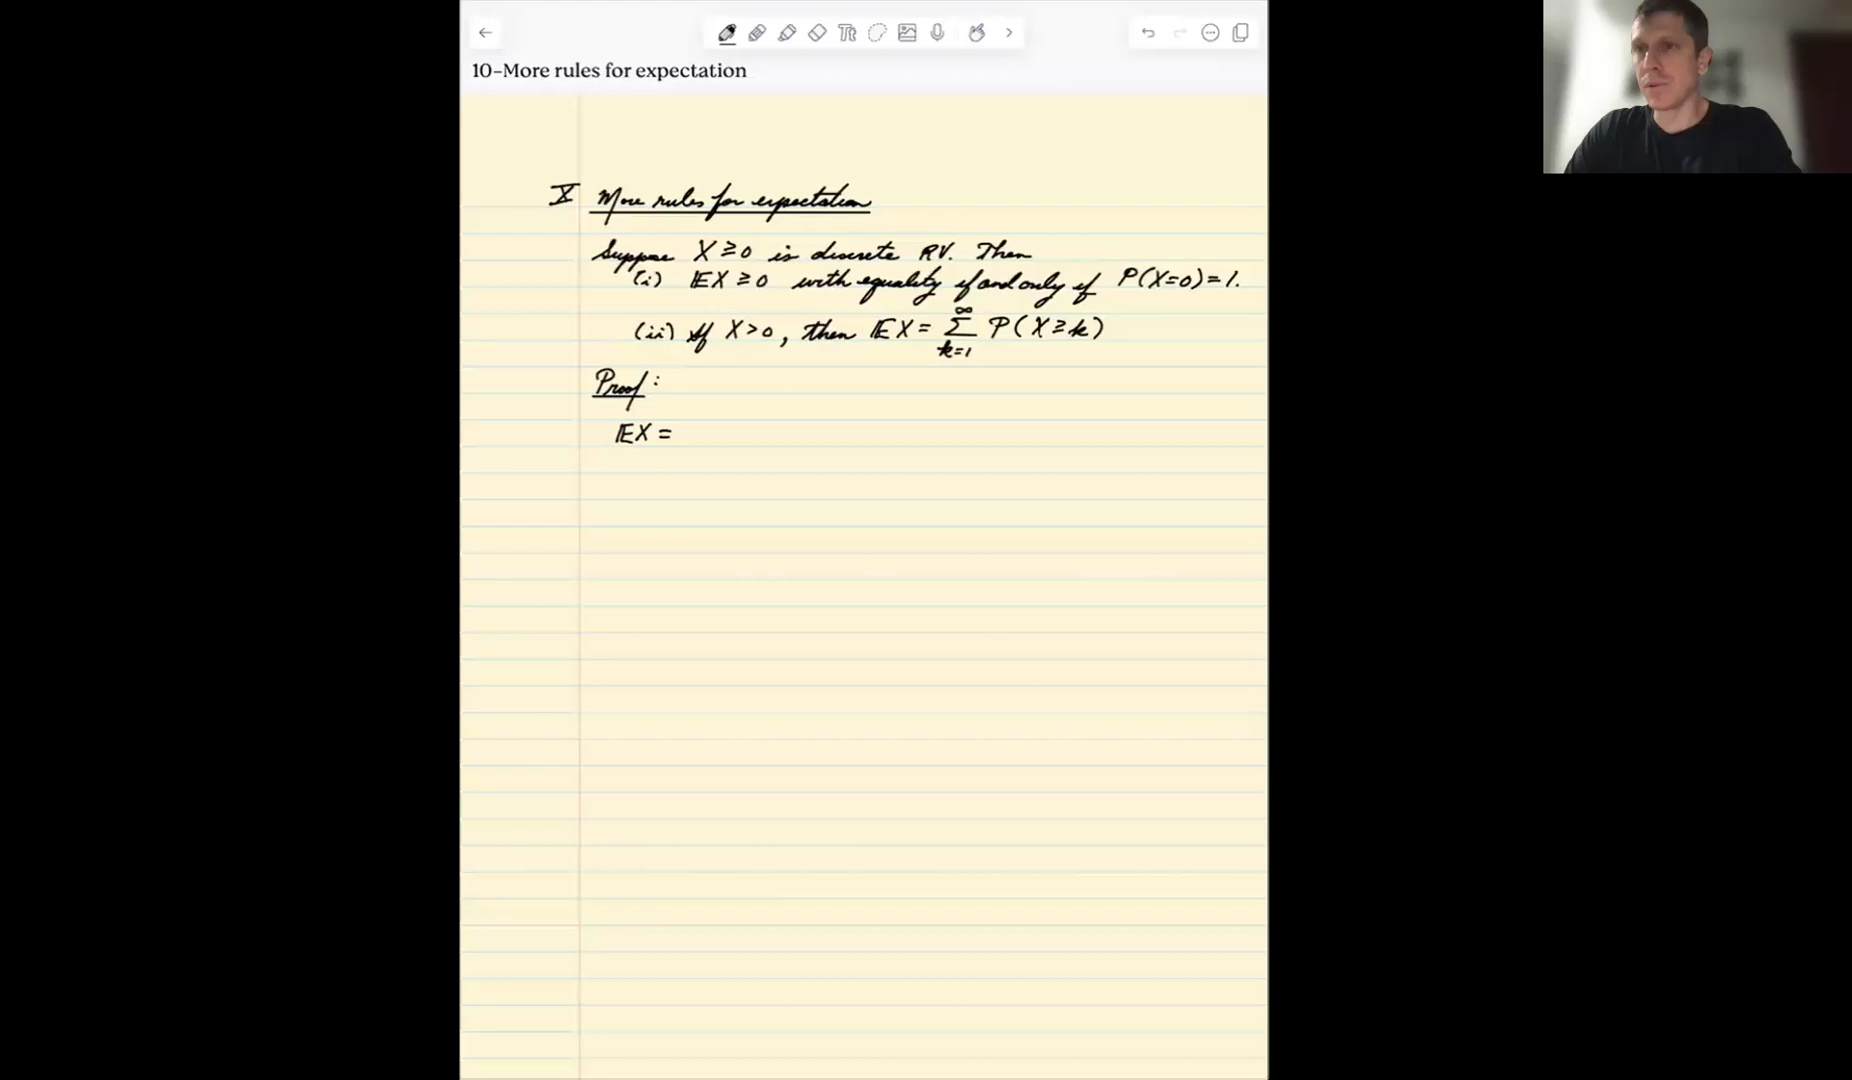 10-More rules for expectation
X More rules for expectation
Suppose X ≥ 0 is discrete RV. Then
(i) 𝔼X ≥ 0 with equality if and only if P(X=0)=1.
(ii) If X > 0, then 𝔼X = ∑_{k=1}^{∞} P(X ≥ k)
Proof:
𝔼X =